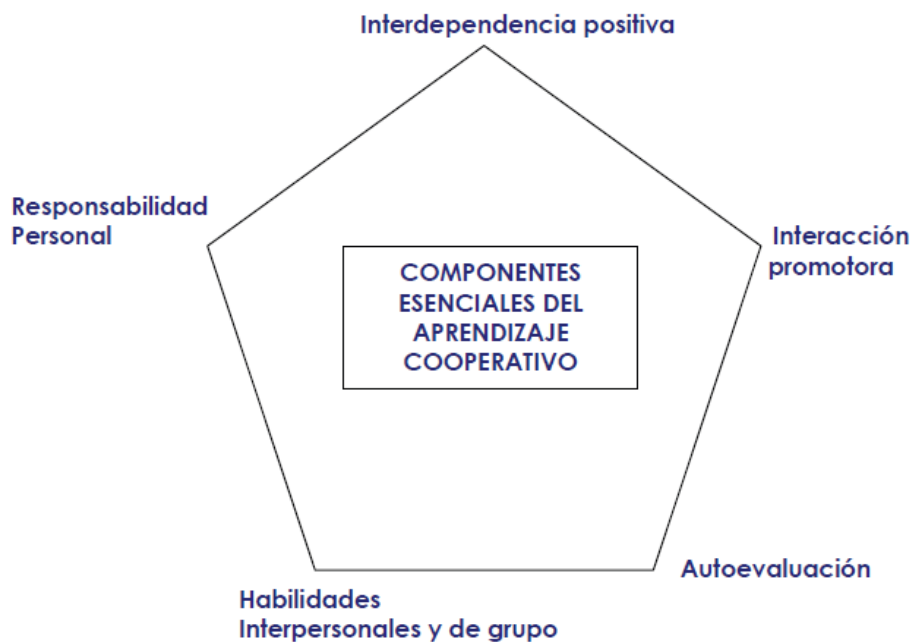 Interdependencia positiva
Responsabilidad
Personal
Interacción
promotora
COMPONENTES
ESENCIALES DEL
APRENDIZAJE
COOPERATIVO
Autoevaluación
Habilidades
Interpersonales y de grupo